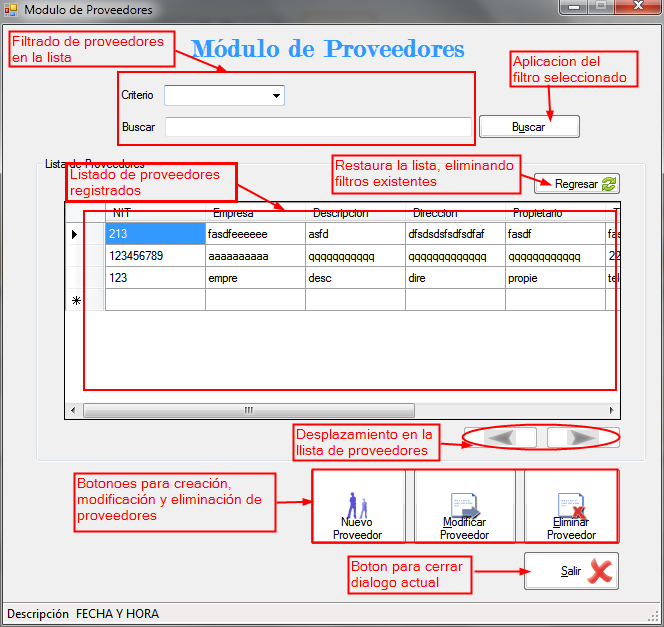 Modulo de Proveedores
Filtrado de proveedores
en la lista
Módulo de Proveedores
Aplicacion del
filtro seleccionado
Criterio
Buscar
Buscar
Lista de Proveedores
Listado de proveedores
registrados
Restaura la lista, eliminando
filtros existentes
Regresar
NIT Empresa Descripcion Direccion Propietario T
213 fasdfeeeeee asfd dfsdsdsfsdfsdfaf fasdf fas
123456789 aaaaaaaaaa qqqqqqqqqqq qqqqqqqqqqqqq qqqqqqqqqqqq 22
123 empre desc dire propie tel
Desplazamiento en la
llista de proveedores
Botonoes para creación,
modificación y eliminación de
proveedores
Nuevo
Proveedor
Modificar
Proveedor
Eliminar
Proveedor
Boton para cerrar
dialogo actual
Salir
Descripción FECHA Y HORA